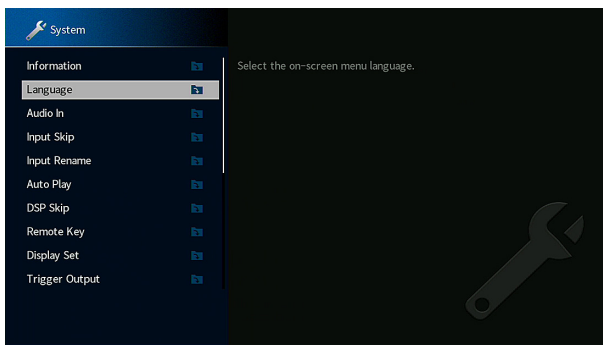 System
Information
Language
Select the on-screen menu language.
Audio In
Input Skip
Input Rename
Auto Play
DSP Skip
Remote Key
Display Set
Trigger Output